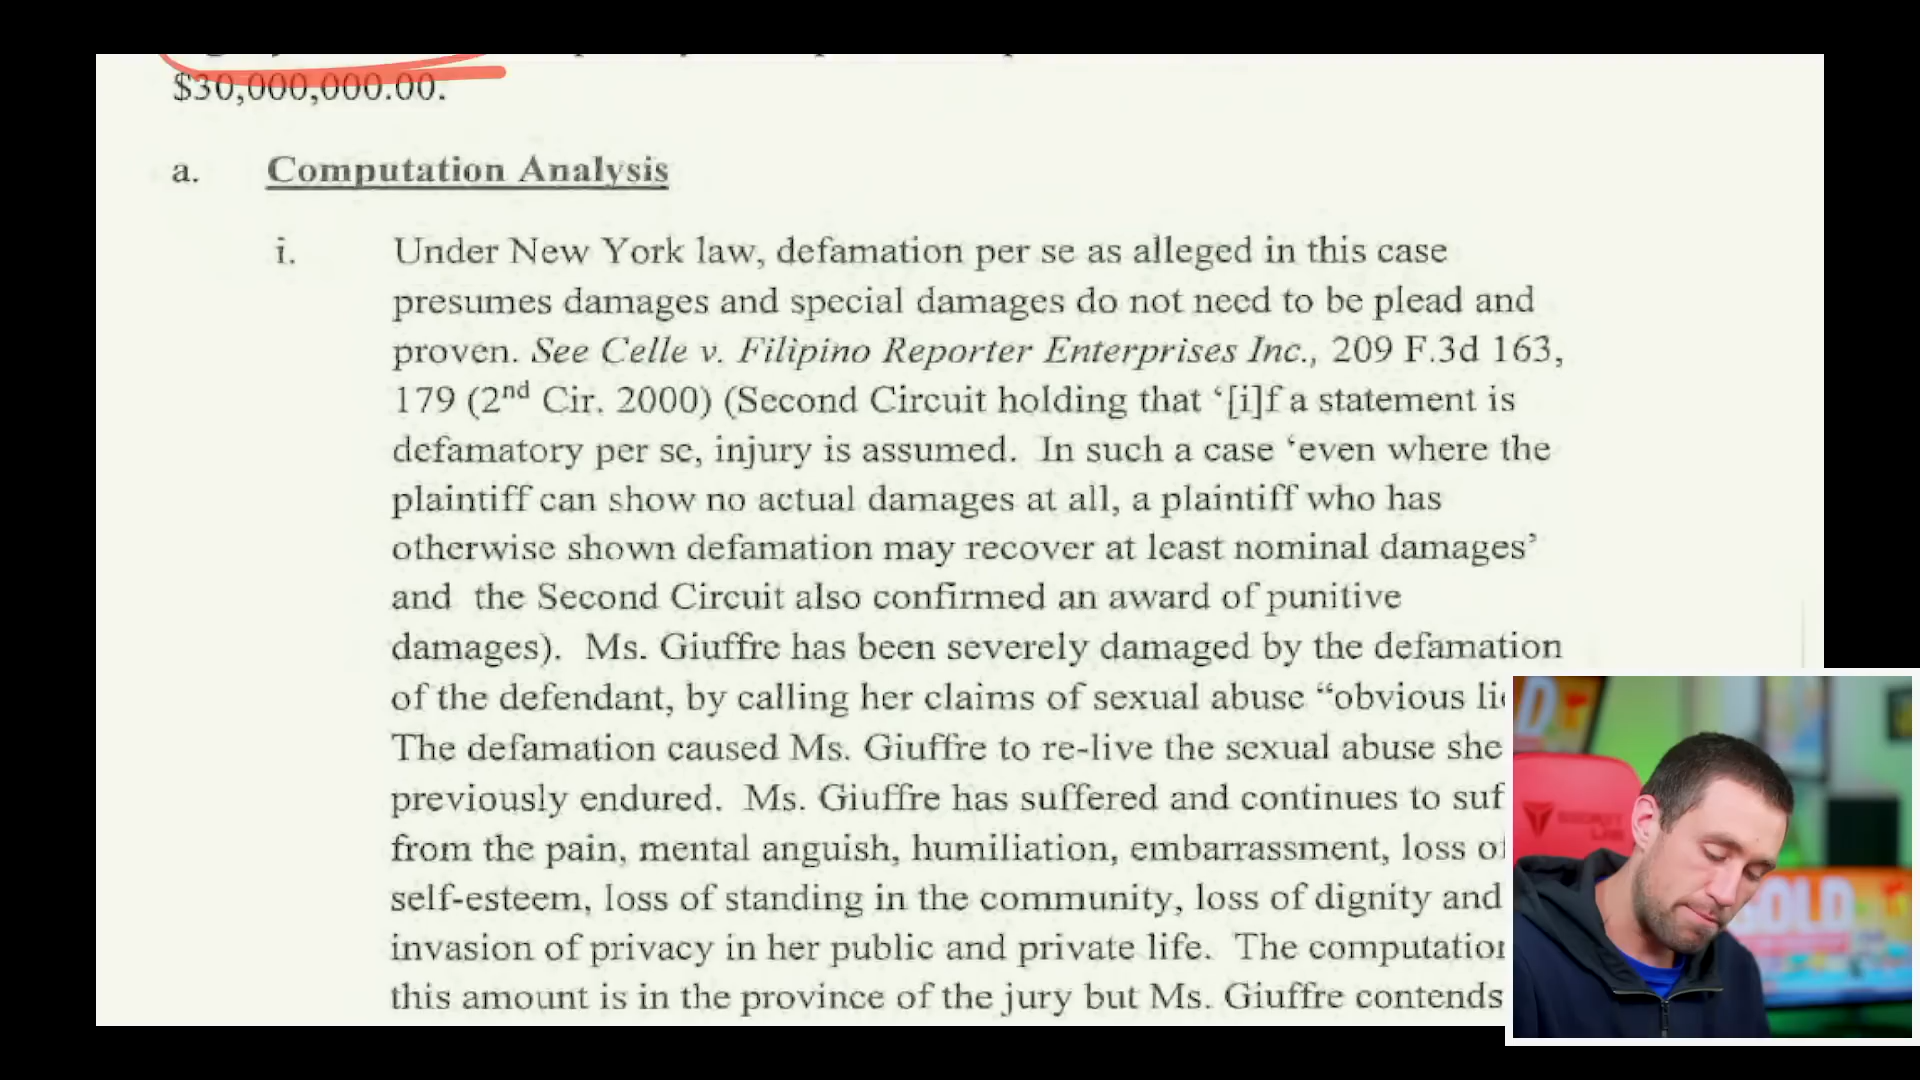 $30,000,000.00.
a. Computation Analysis
i. Under New York law, defamation per se as alleged in this case
presumes damages and special damages do not need to be plead and
proven. See Celle v. Filipino Reporter Enterprises Inc., 209 F.3d 163,
179 (2nd Cir. 2000) (Second Circuit holding that ‘[i]f a statement is
defamatory per se, injury is assumed. In such a case ‘even where the
plaintiff can show no actual damages at all, a plaintiff who has
otherwise shown defamation may recover at least nominal damages’
and the Second Circuit also confirmed an award of punitive
damages). Ms. Giuffre has been severely damaged by the defamation
of the defendant, by calling her claims of sexual abuse “obvious
The defamation caused Ms. Giuffre to re-live the sexual abuse she
previously endured. Ms. Giuffre has suffered and continues to suf
from the pain, mental anguish, humiliation, embarrassment, loss
self-esteem, loss of standing in the community, loss of dignity and
invasion of privacy in her public and private life. The computation
this amount is in the province of the jury but Ms. Giuffre contends
GOLD